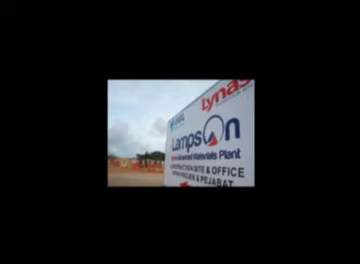 Lynas
Lampson
Advanced Materials Plant
CONSTRUCTION SITE & OFFICE
& PEJABAT